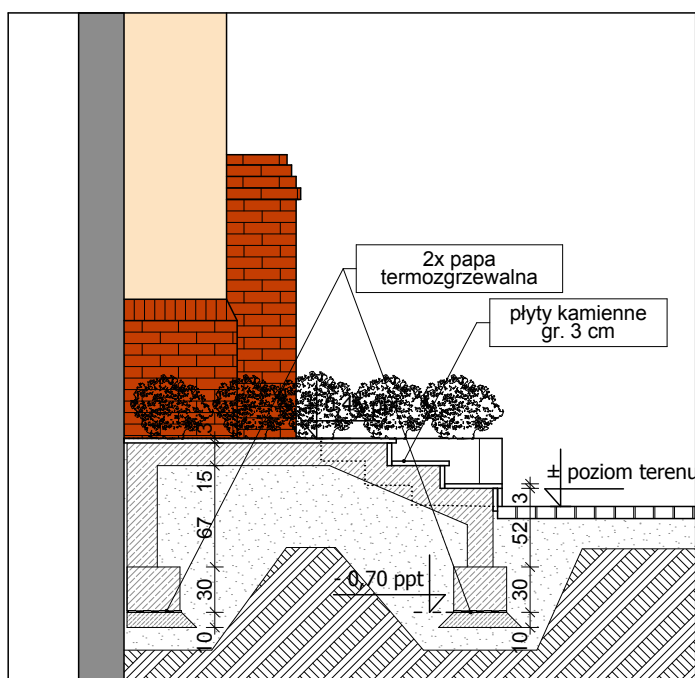 2x papa
termozgrzewalna
płyty kamienne
gr. 3 cm
± poziom terenu
3
15
67
30
10
- 0,70 ppt
3
52
30
10